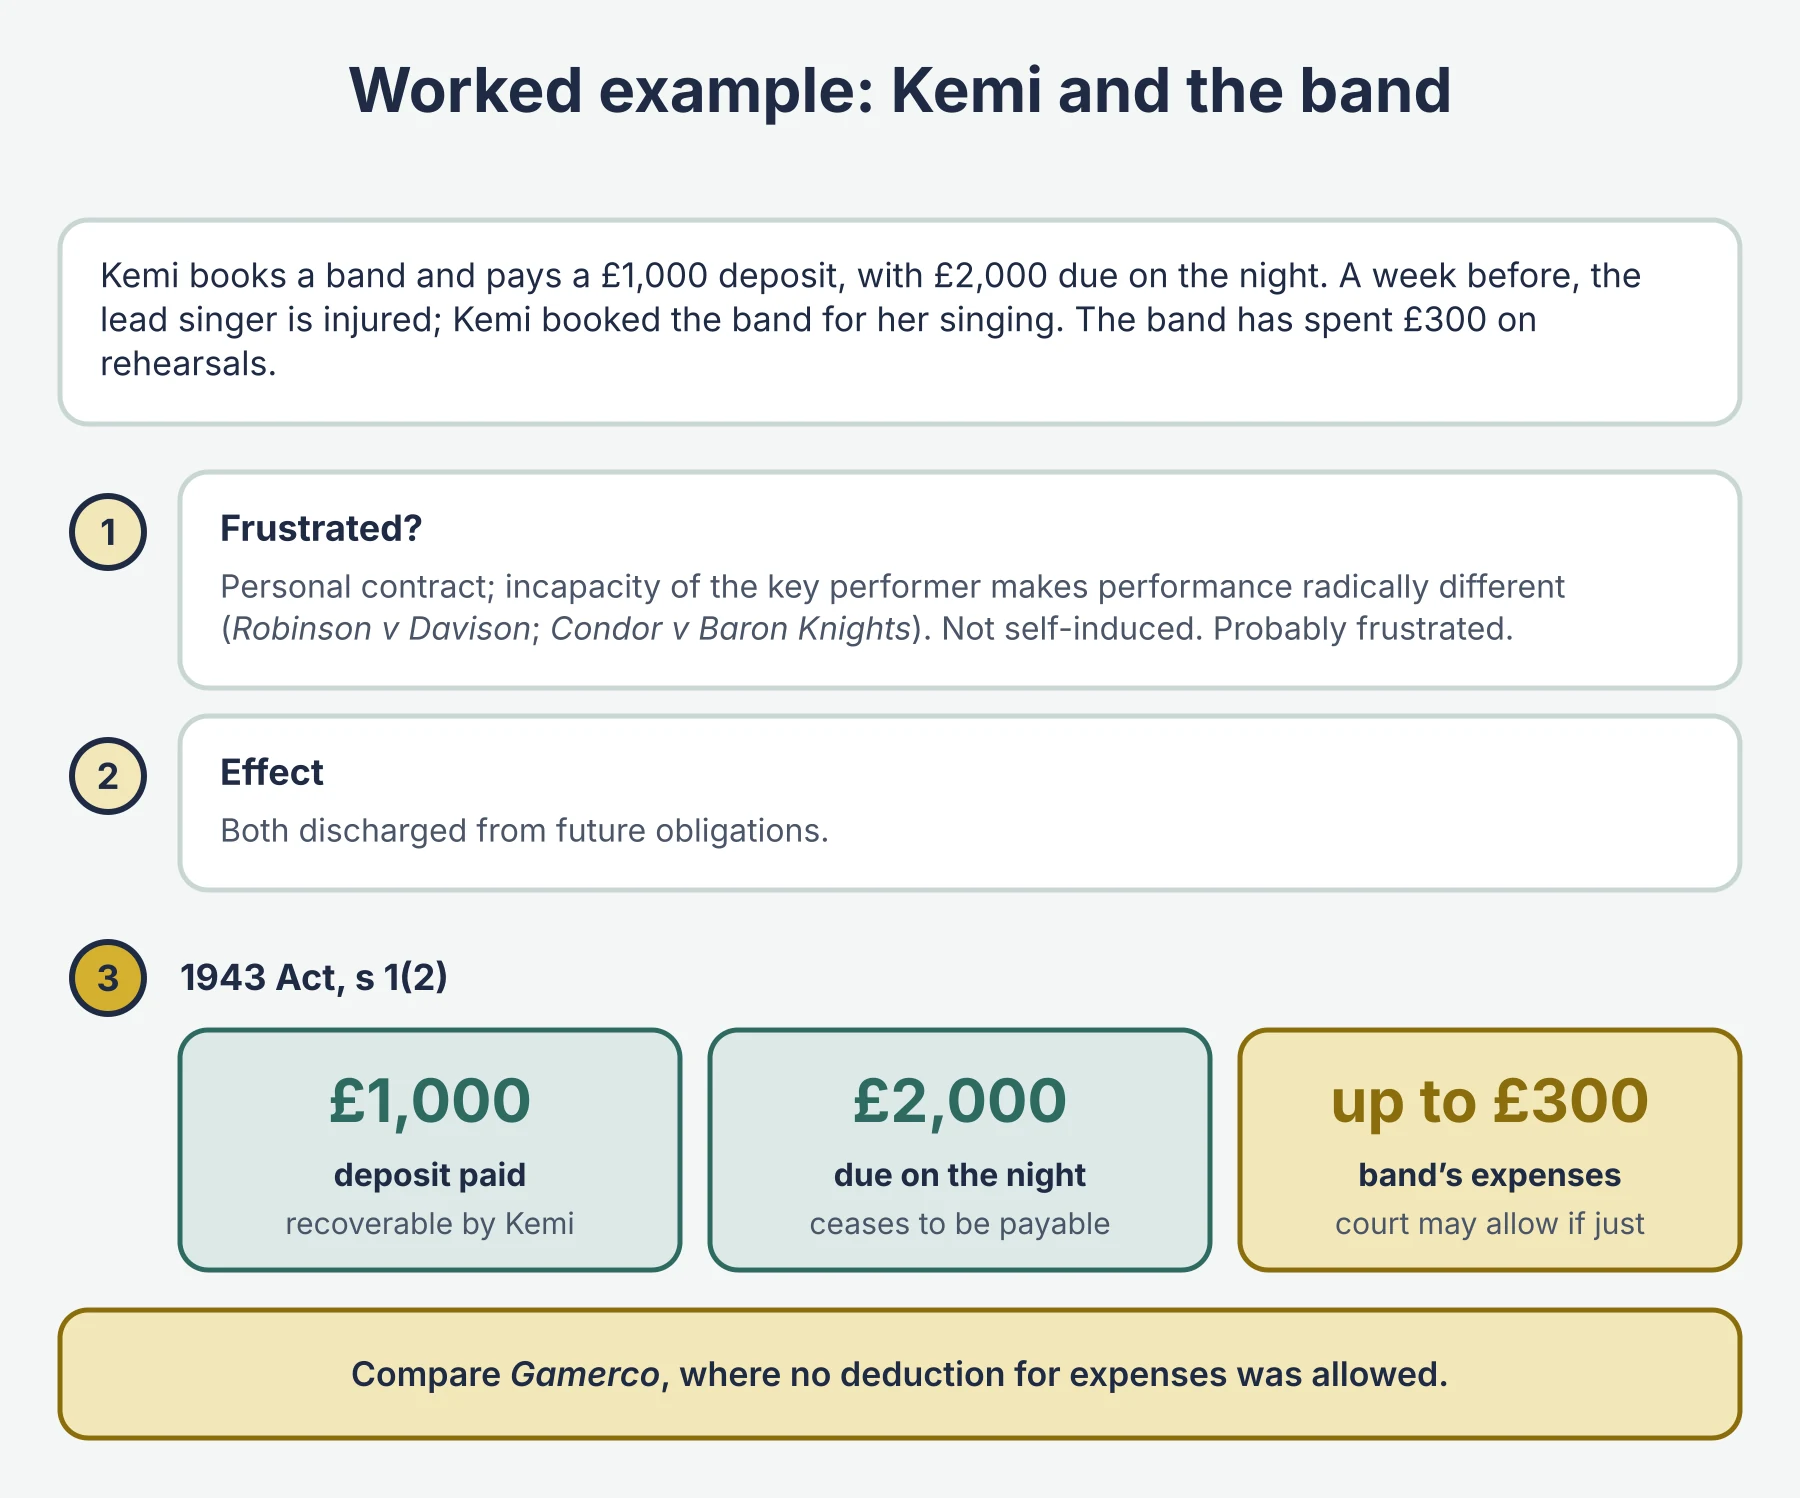 Worked example: Kemi and the band
Kemi books a band and pays a £1,000 deposit, with £2,000 due on the night. A week before, the
lead singer is injured; Kemi booked the band for her singing. The band has spent £300 on
rehearsals.
1
Frustrated?
Personal contract; incapacity of the key performer makes performance radically different
(Robinson v Davison; Condor v Baron Knights). Not self-induced. Probably frustrated.
2
Effect
Both discharged from future obligations.
3
1943 Act, s 1(2)
£1,000
deposit paid
recoverable by Kemi
£2,000
due on the night
ceases to be payable
up to £300
band’s expenses
court may allow if just
Compare Gamerco, where no deduction for expenses was allowed.